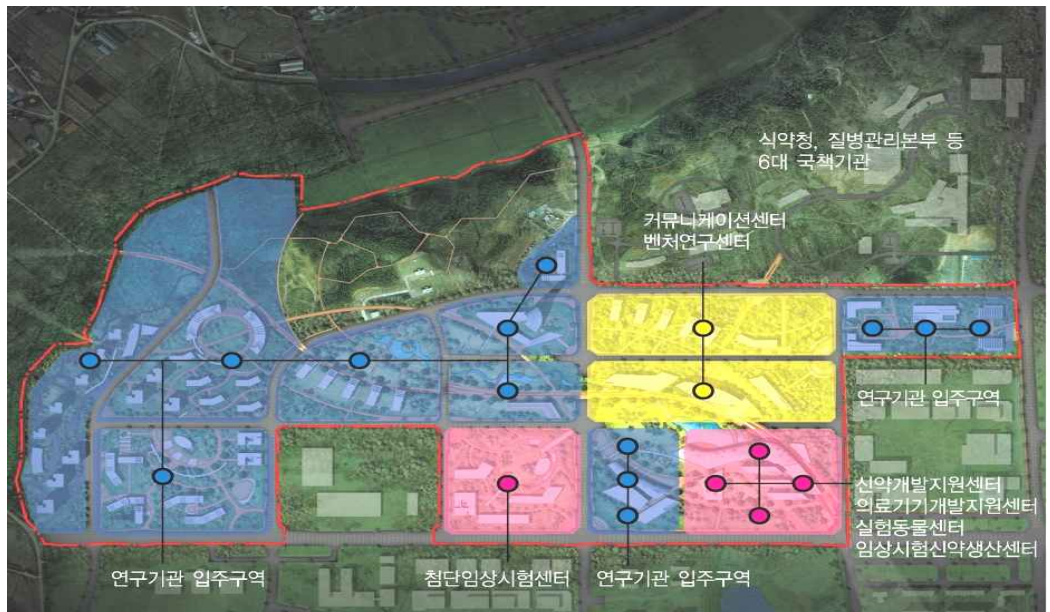 식약청, 질병관리본부 등
6대 국책기관
커뮤니케이션센터
벤처연구센터
연구기관 입주구역
신약개발지원센터
의료기기개발지원센터
실험동물센터
임상시험신약생산센터
연구기관 입주구역
첨단임상시험센터
연구기관 입주구역